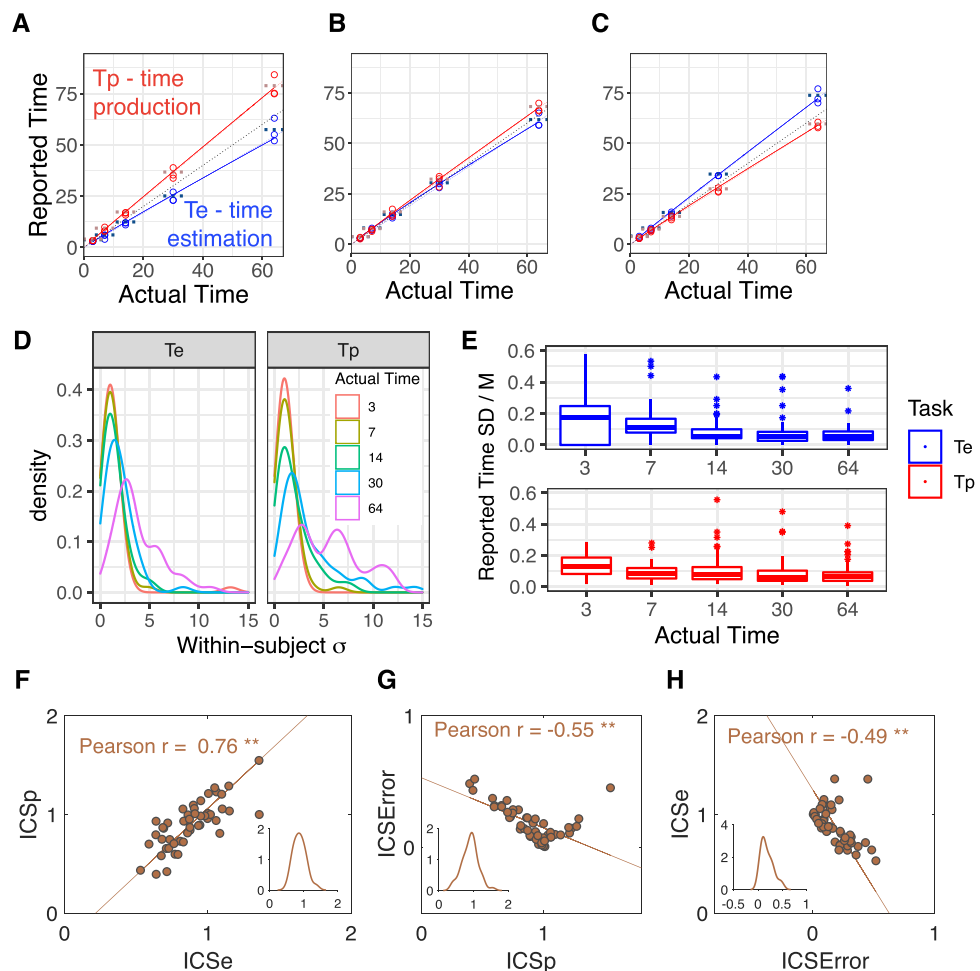 A
B
C
Reported Time
75
50
25
0
Tp - time
production
Te - time
estimation
0
20
40
60
Actual Time
75
50
25
0
0
20
40
60
Actual Time
75
50
25
0
0
20
40
60
Actual Time
D
Te
Tp
density
0.4
0.3
0.2
0.1
0.0
Actual Time
3
7
14
30
64
0
5
10
15
0
5
10
15
Within−subject σ
E
Reported Time SD / M
0.6
0.4
0.2
0.0
3
7
14
30
64
0.6
0.4
0.2
0.0
3
7
14
30
64
Actual Time
Task
Te
Tp
F
2
1
0
ICSp
Pearson r = 0.76 **
2
1
0
0
1
2
0
1
2
ICSe
G
1
0
ICSError
Pearson r = -0.55 **
2
1
0
0
1
2
0
1
ICSp
H
2
1
0
ICSe
Pearson r = -0.49 **
4
2
0
-0.5
0
0.5
1
0
1
ICSError